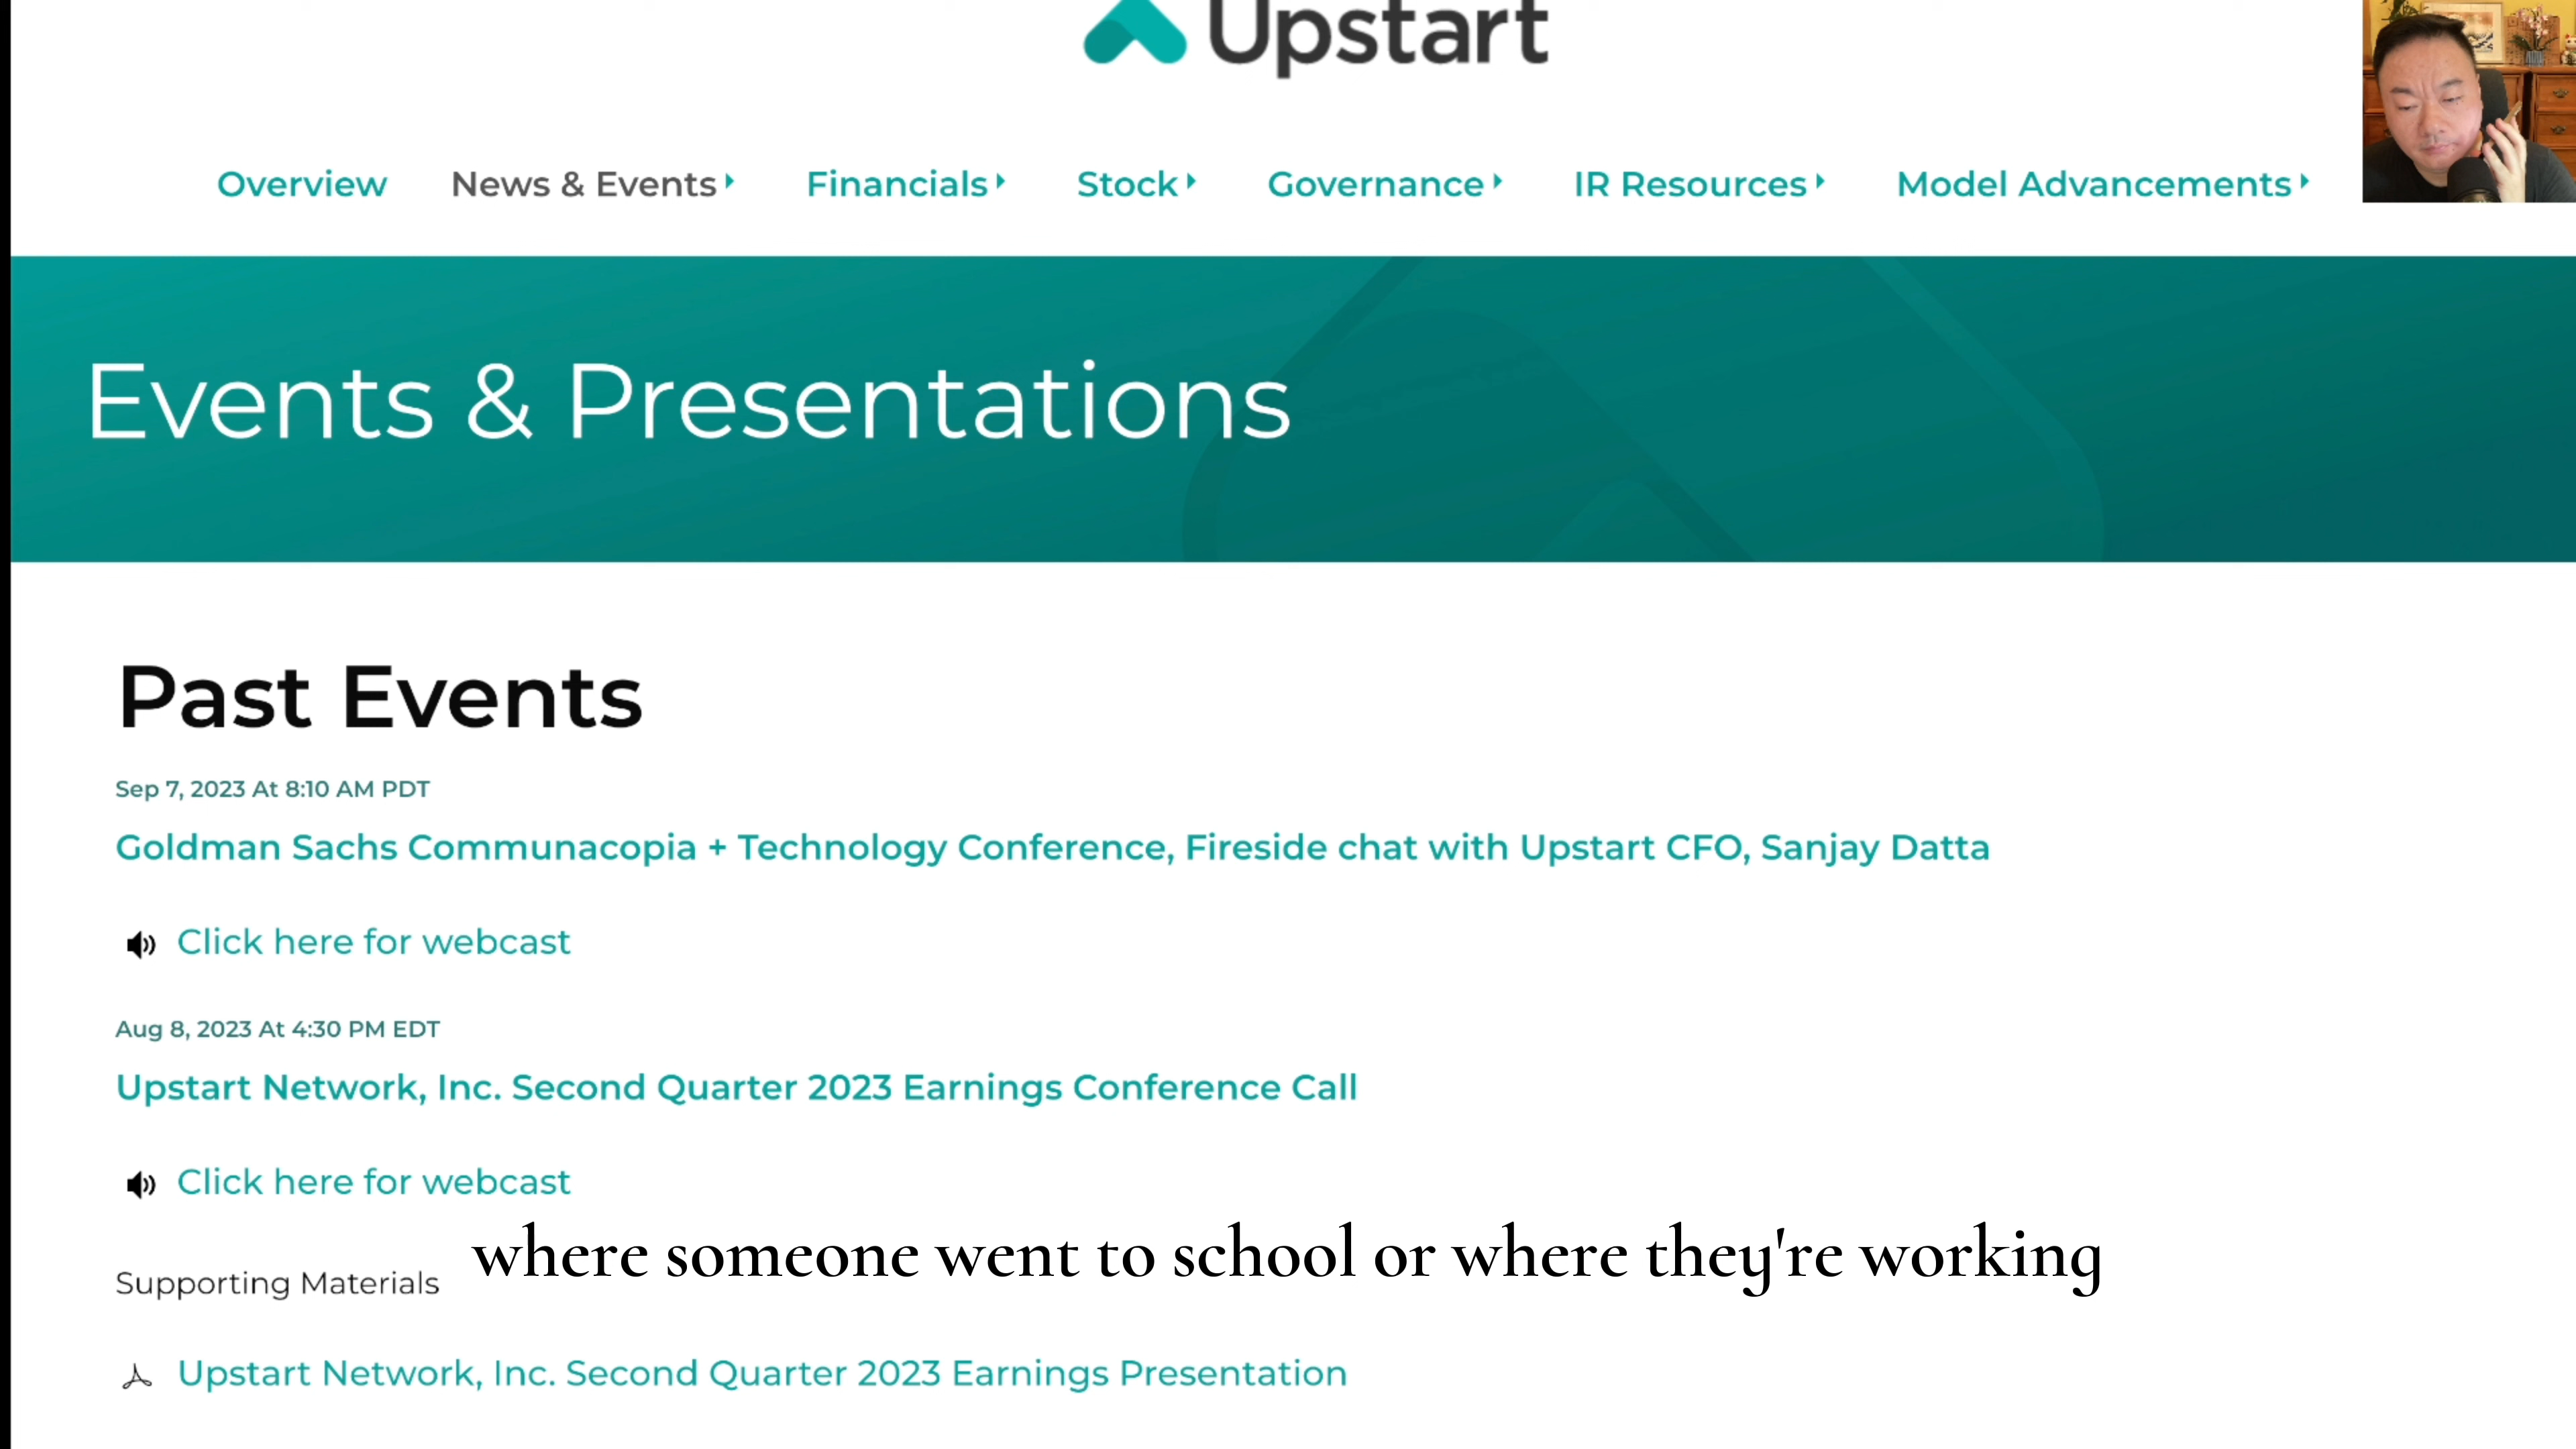 Upstart
Overview News & Events Financials Stock Governance IR Resources Model Advancements
Events & Presentations
Past Events
Sep 7, 2023 At 8:10 AM PDT
Goldman Sachs Communacopia + Technology Conference, Fireside chat with Upstart CFO, Sanjay Datta
Click here for webcast
Aug 8, 2023 At 4:30 PM EDT
Upstart Network, Inc. Second Quarter 2023 Earnings Conference Call
Click here for webcast
where someone went to school or where they're working
Supporting Materials
Upstart Network, Inc. Second Quarter 2023 Earnings Presentation